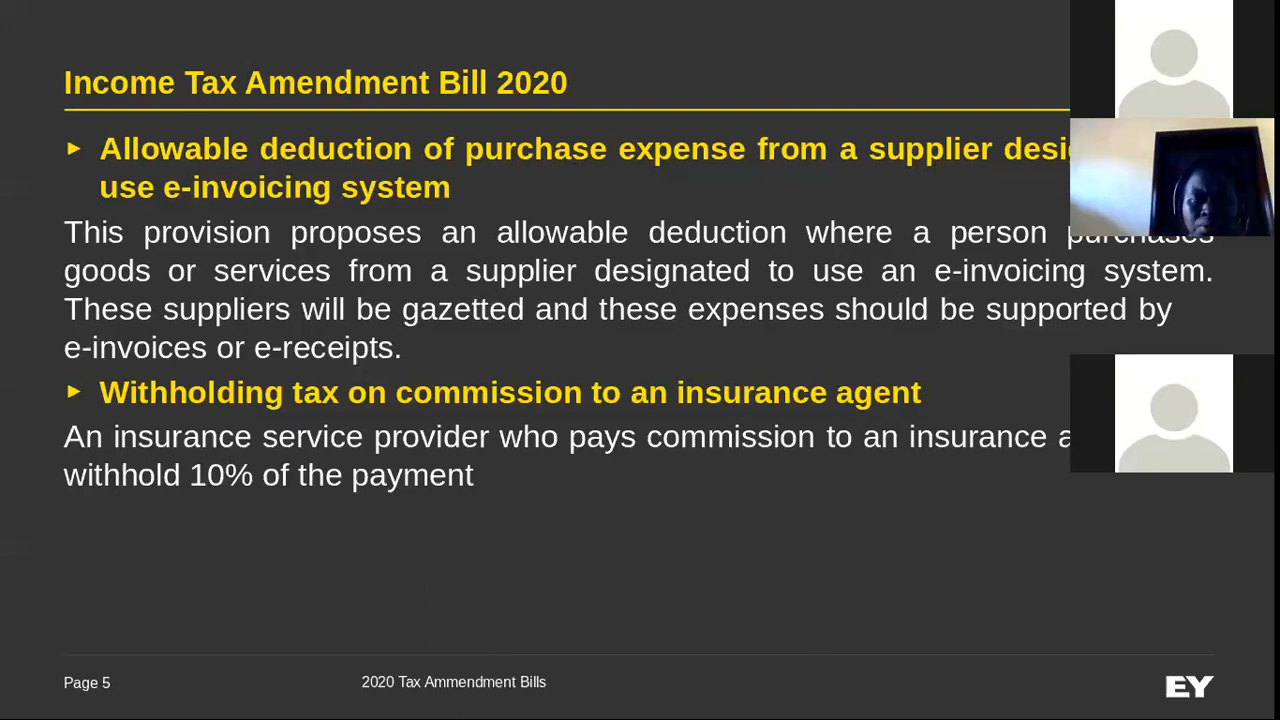 Income Tax Amendment Bill 2020
Allowable deduction of purchase expense from a supplier
use e-invoicing system
This provision proposes an allowable deduction where a person purchases
goods or services from a supplier designated to use an e-invoicing system.
These suppliers will be gazetted and these expenses should be supported by
e-invoices or e-receipts.
Withholding tax on commission to an insurance agent
An insurance service provider who pays commission to an insurance
withhold 10% of the payment
Page 5
2020 Tax Ammendment Bills
EY